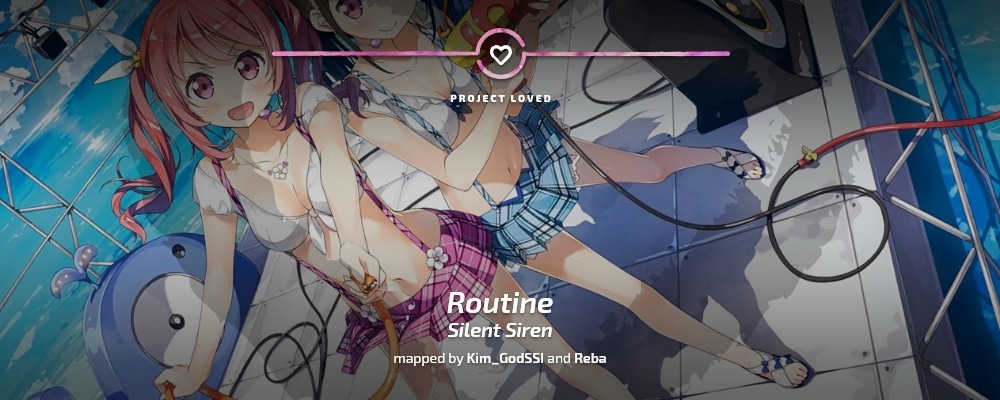 PROJECT LOVED
Routine
Silent Siren
mapped by Kim_GodSSI and Reba